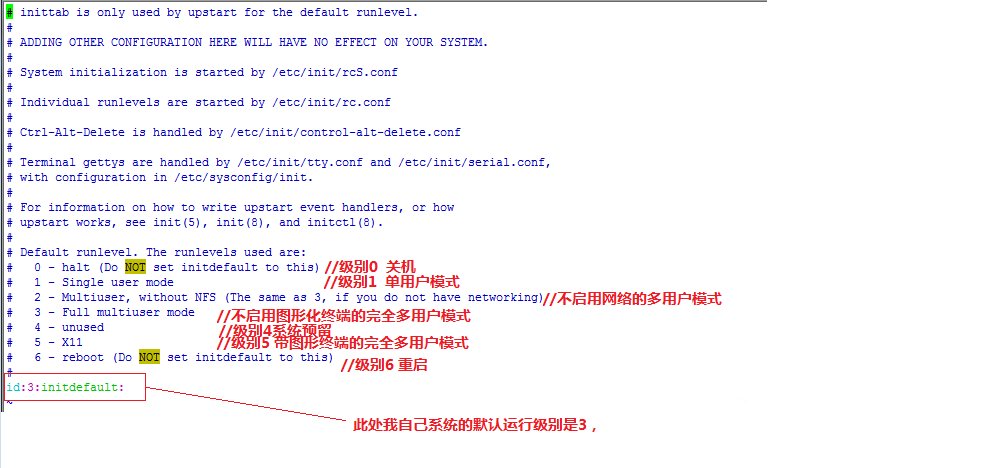 # inittab is only used by upstart for the default runlevel.
#
# ADDING OTHER CONFIGURATION HERE WILL HAVE NO EFFECT ON YOUR SYSTEM.
#
# System initialization is started by /etc/init/rcS.conf
#
# Individual runlevels are started by /etc/init/rc.conf
#
# Ctrl-Alt-Delete is handled by /etc/init/control-alt-delete.conf
#
# Terminal gettys are handled by /etc/init/tty.conf and /etc/init/serial.conf,
# with configuration in /etc/sysconfig/init.
#
# For information on how to write upstart event handlers, or how
# upstart works, see init(5), init(8), and initctl(8).
#
# Default runlevel. The runlevels used are:
#   0 - halt (Do NOT set initdefault to this) //级别0 关机
#   1 - Single user mode //级别1 单用户模式
#   2 - Multiuser, without NFS (The same as 3, if you do not have networking)//不启用网络的多用户模式
#   3 - Full multiuser mode //不启用图形化终端的完全多用户模式
#   4 - unused //级别4系统预留
#   5 - X11 //级别5 带图形终端的完全多用户模式
#   6 - reboot (Do NOT set initdefault to this) //级别6 重启
#
id:3:initdefault:
~
此处我自己系统的默认运行级别是3，